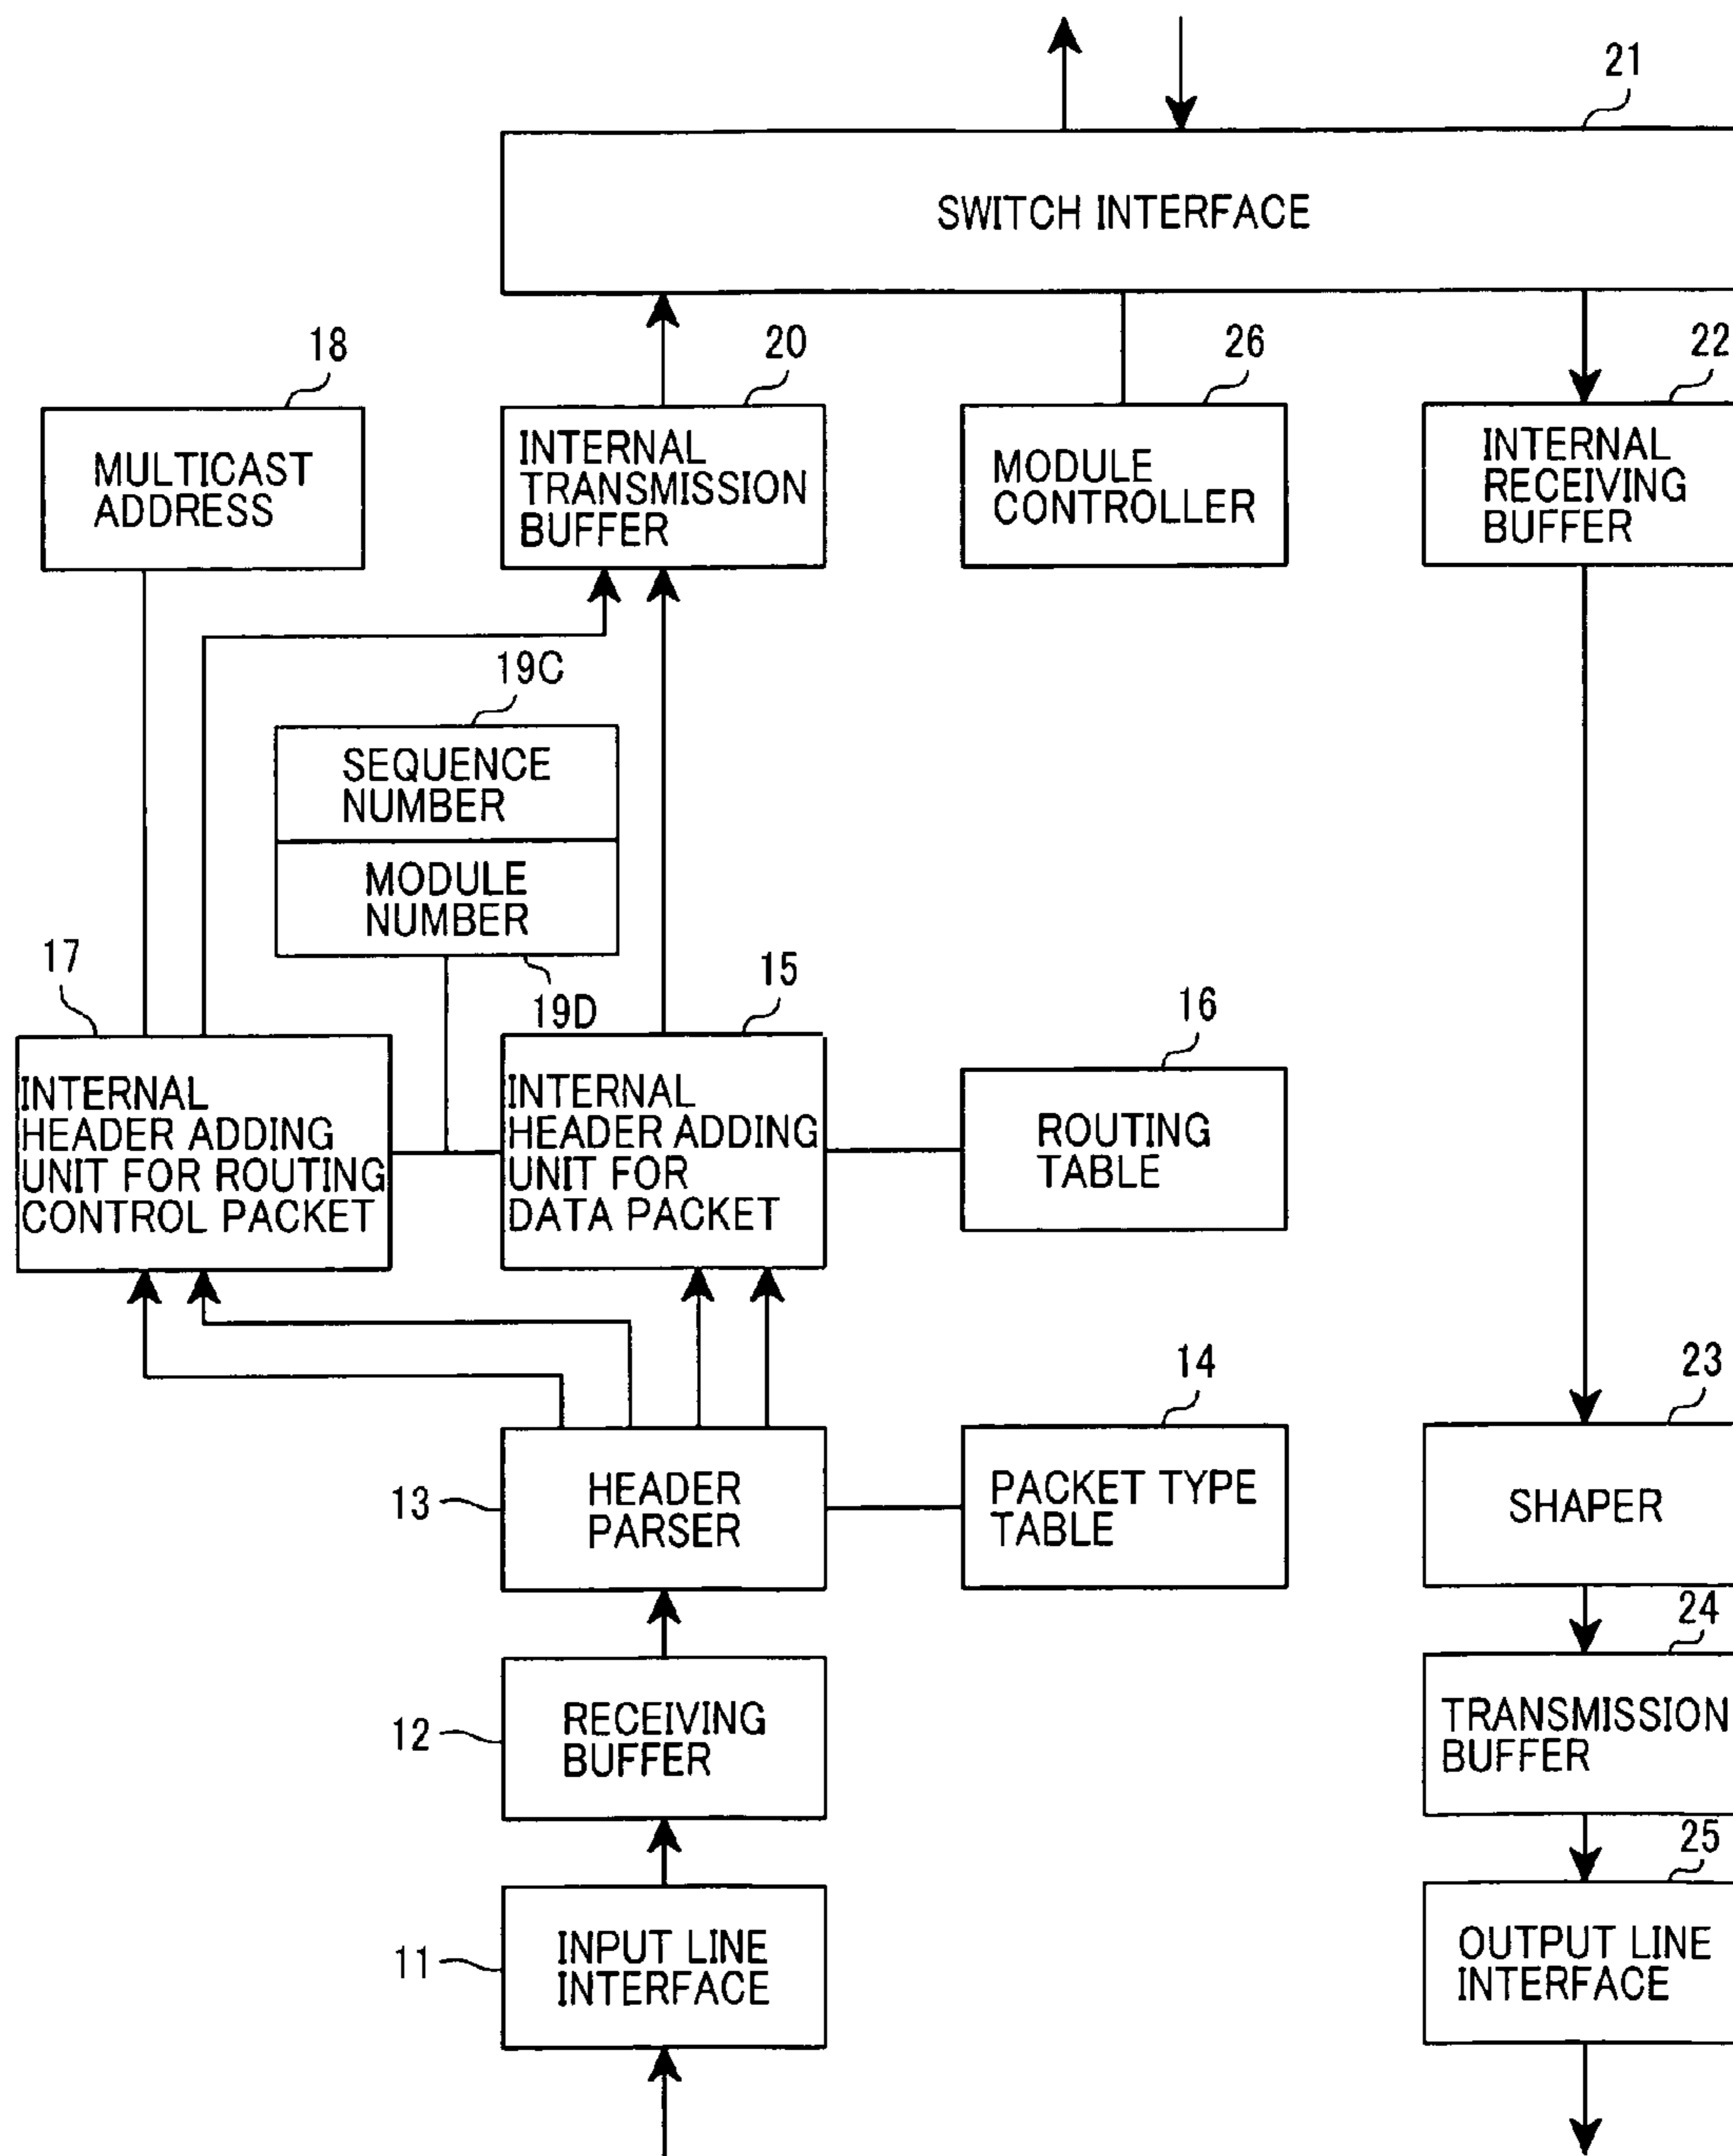 21
SWITCH INTERFACE
18
20
26
22
MULTICAST
ADDRESS
INTERNAL
TRANSMISSION
BUFFER
MODULE
CONTROLLER
INTERNAL
RECEIVING
BUFFER
19C
SEQUENCE
NUMBER
MODULE
NUMBER
19D
17
15
16
INTERNAL
HEADER ADDING
UNIT FOR ROUTING
CONTROL PACKET
INTERNAL
HEADER ADDING
UNIT FOR
DATA PACKET
ROUTING
TABLE
14
23
13
HEADER
PARSER
PACKET TYPE
TABLE
SHAPER
24
12
RECEIVING
BUFFER
TRANSMISSION
BUFFER
25
11
INPUT LINE
INTERFACE
OUTPUT LINE
INTERFACE